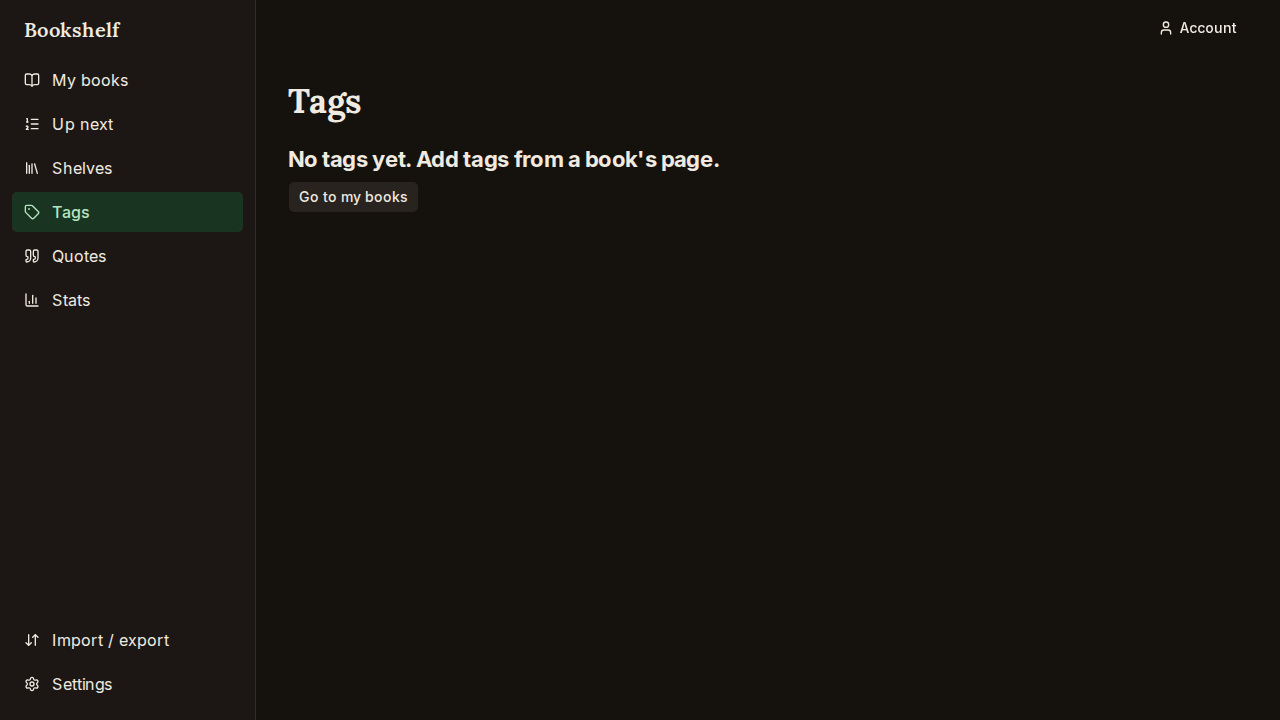 Bookshelf
My books
Up next
Shelves
Tags
Quotes
Stats
Import / export
Settings
Account
Tags
No tags yet. Add tags from a book's page.
Go to my books